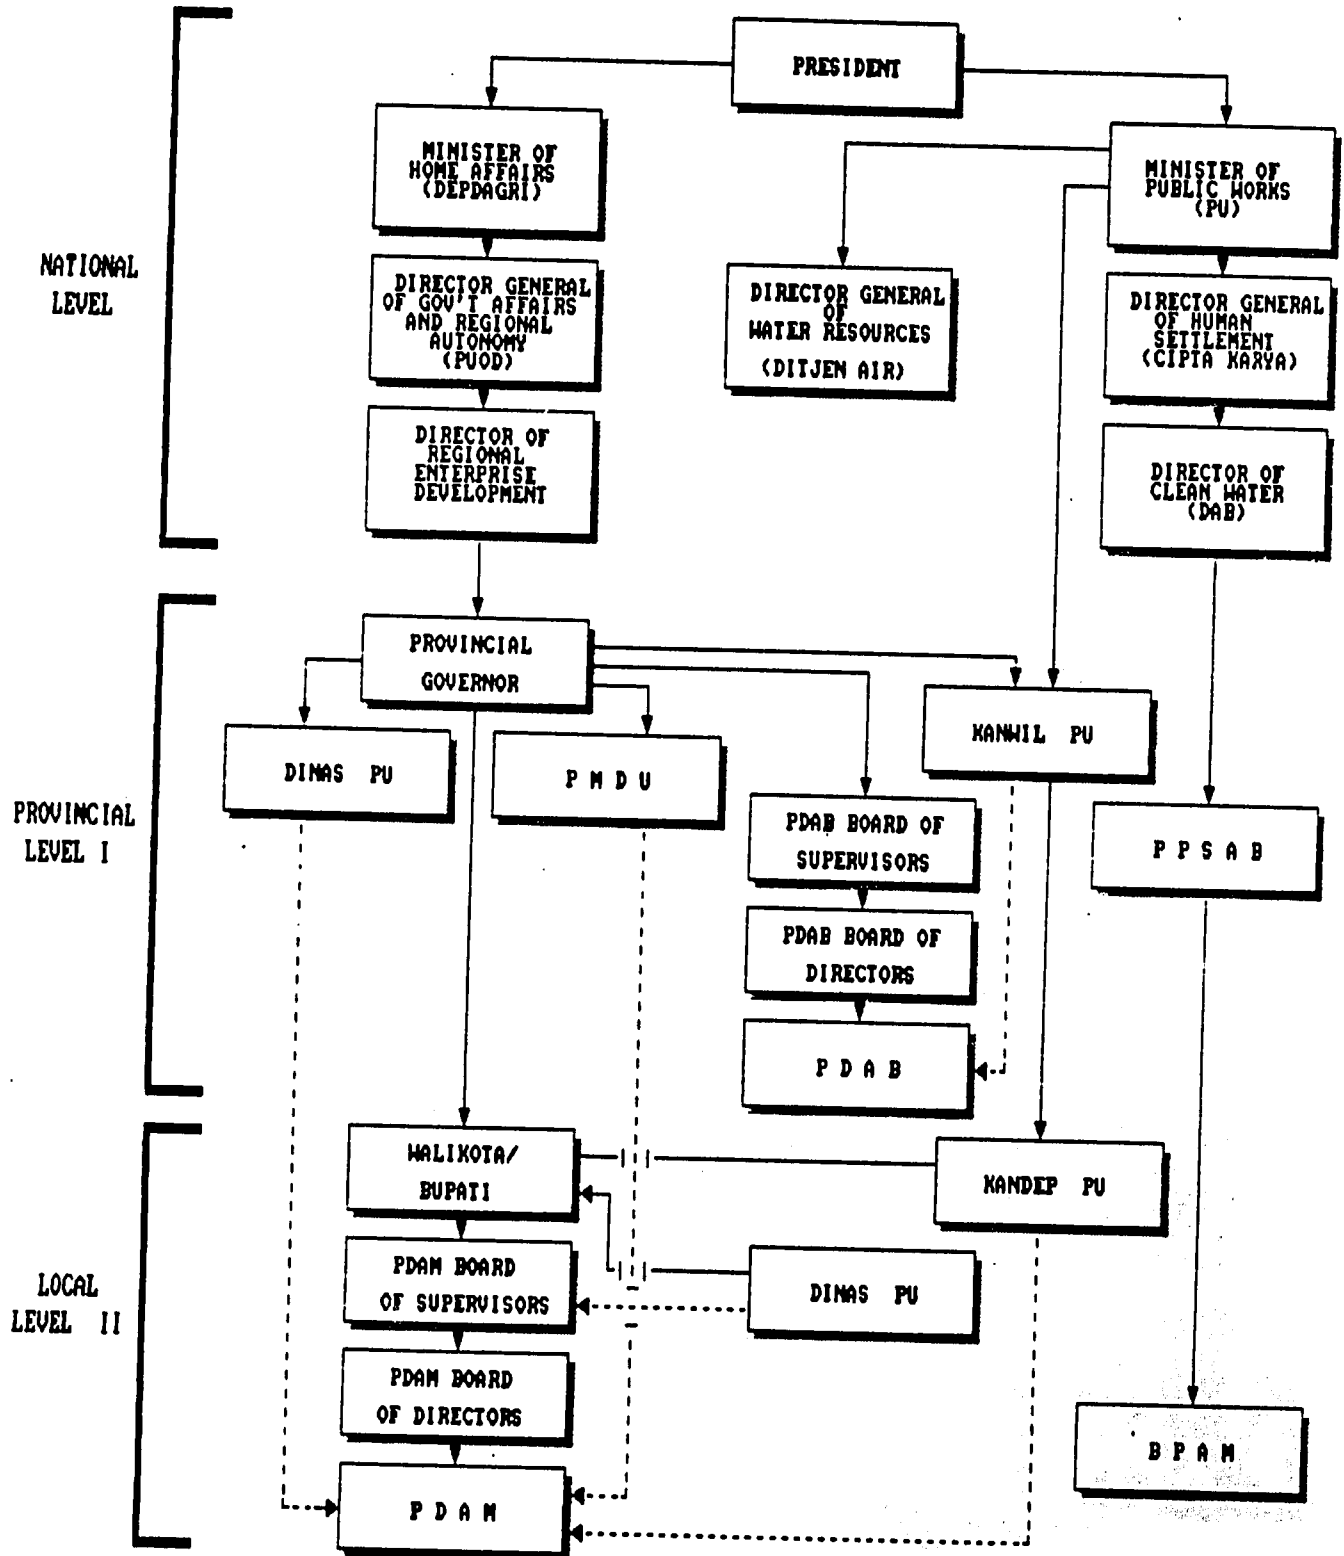 PRESIDENT
MINISTER OF
HOME AFFAIRS
(DEPDAGRI)
MINISTER OF
PUBLIC WORKS
(PU)
NATIONAL
LEVEL
DIRECTOR GENERAL
OF GOV'T AFFAIRS
AND REGIONAL
AUTONOMY
(PUOD)
DIRECTOR GENERAL
OF
WATER RESOURCES
(DITJEN AIR)
DIRECTOR GENERAL
OF HUMAN
SETTLEMENT
(CIPTA KARYA)
DIRECTOR OF
REGIONAL
ENTERPRISE
DEVELOPMENT
DIRECTOR OF
CLEAN WATER
(DAB)
PROVINCIAL
GOVERNOR
KANWIL PU
DINAS PU
P M D U
PROVINCIAL
LEVEL I
PDAB BOARD OF
SUPERVISORS
P P S A B
PDAB BOARD OF
DIRECTORS
P D A B
WALIKOTA/
BUPATI
KANDEP PU
LOCAL
LEVEL II
PDAM BOARD
OF SUPERVISORS
DINAS PU
PDAM BOARD
OF DIRECTORS
B P A M
P D A M